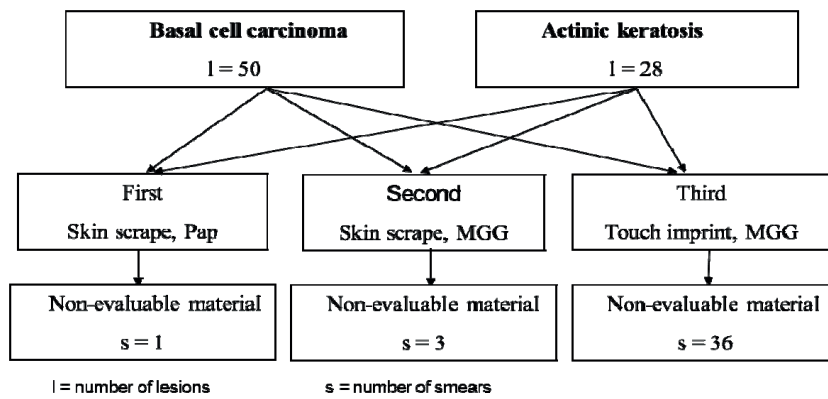 Basal cell carcinoma
l = 50
Actinic keratosis
l = 28
First
Skin scrape, Pap
Second
Skin scrape, MGG
Third
Touch imprint, MGG
Non-evaluable material
s = 1
Non-evaluable material
s = 3
Non-evaluable material
s = 36
l = number of lesions
s = number of smears